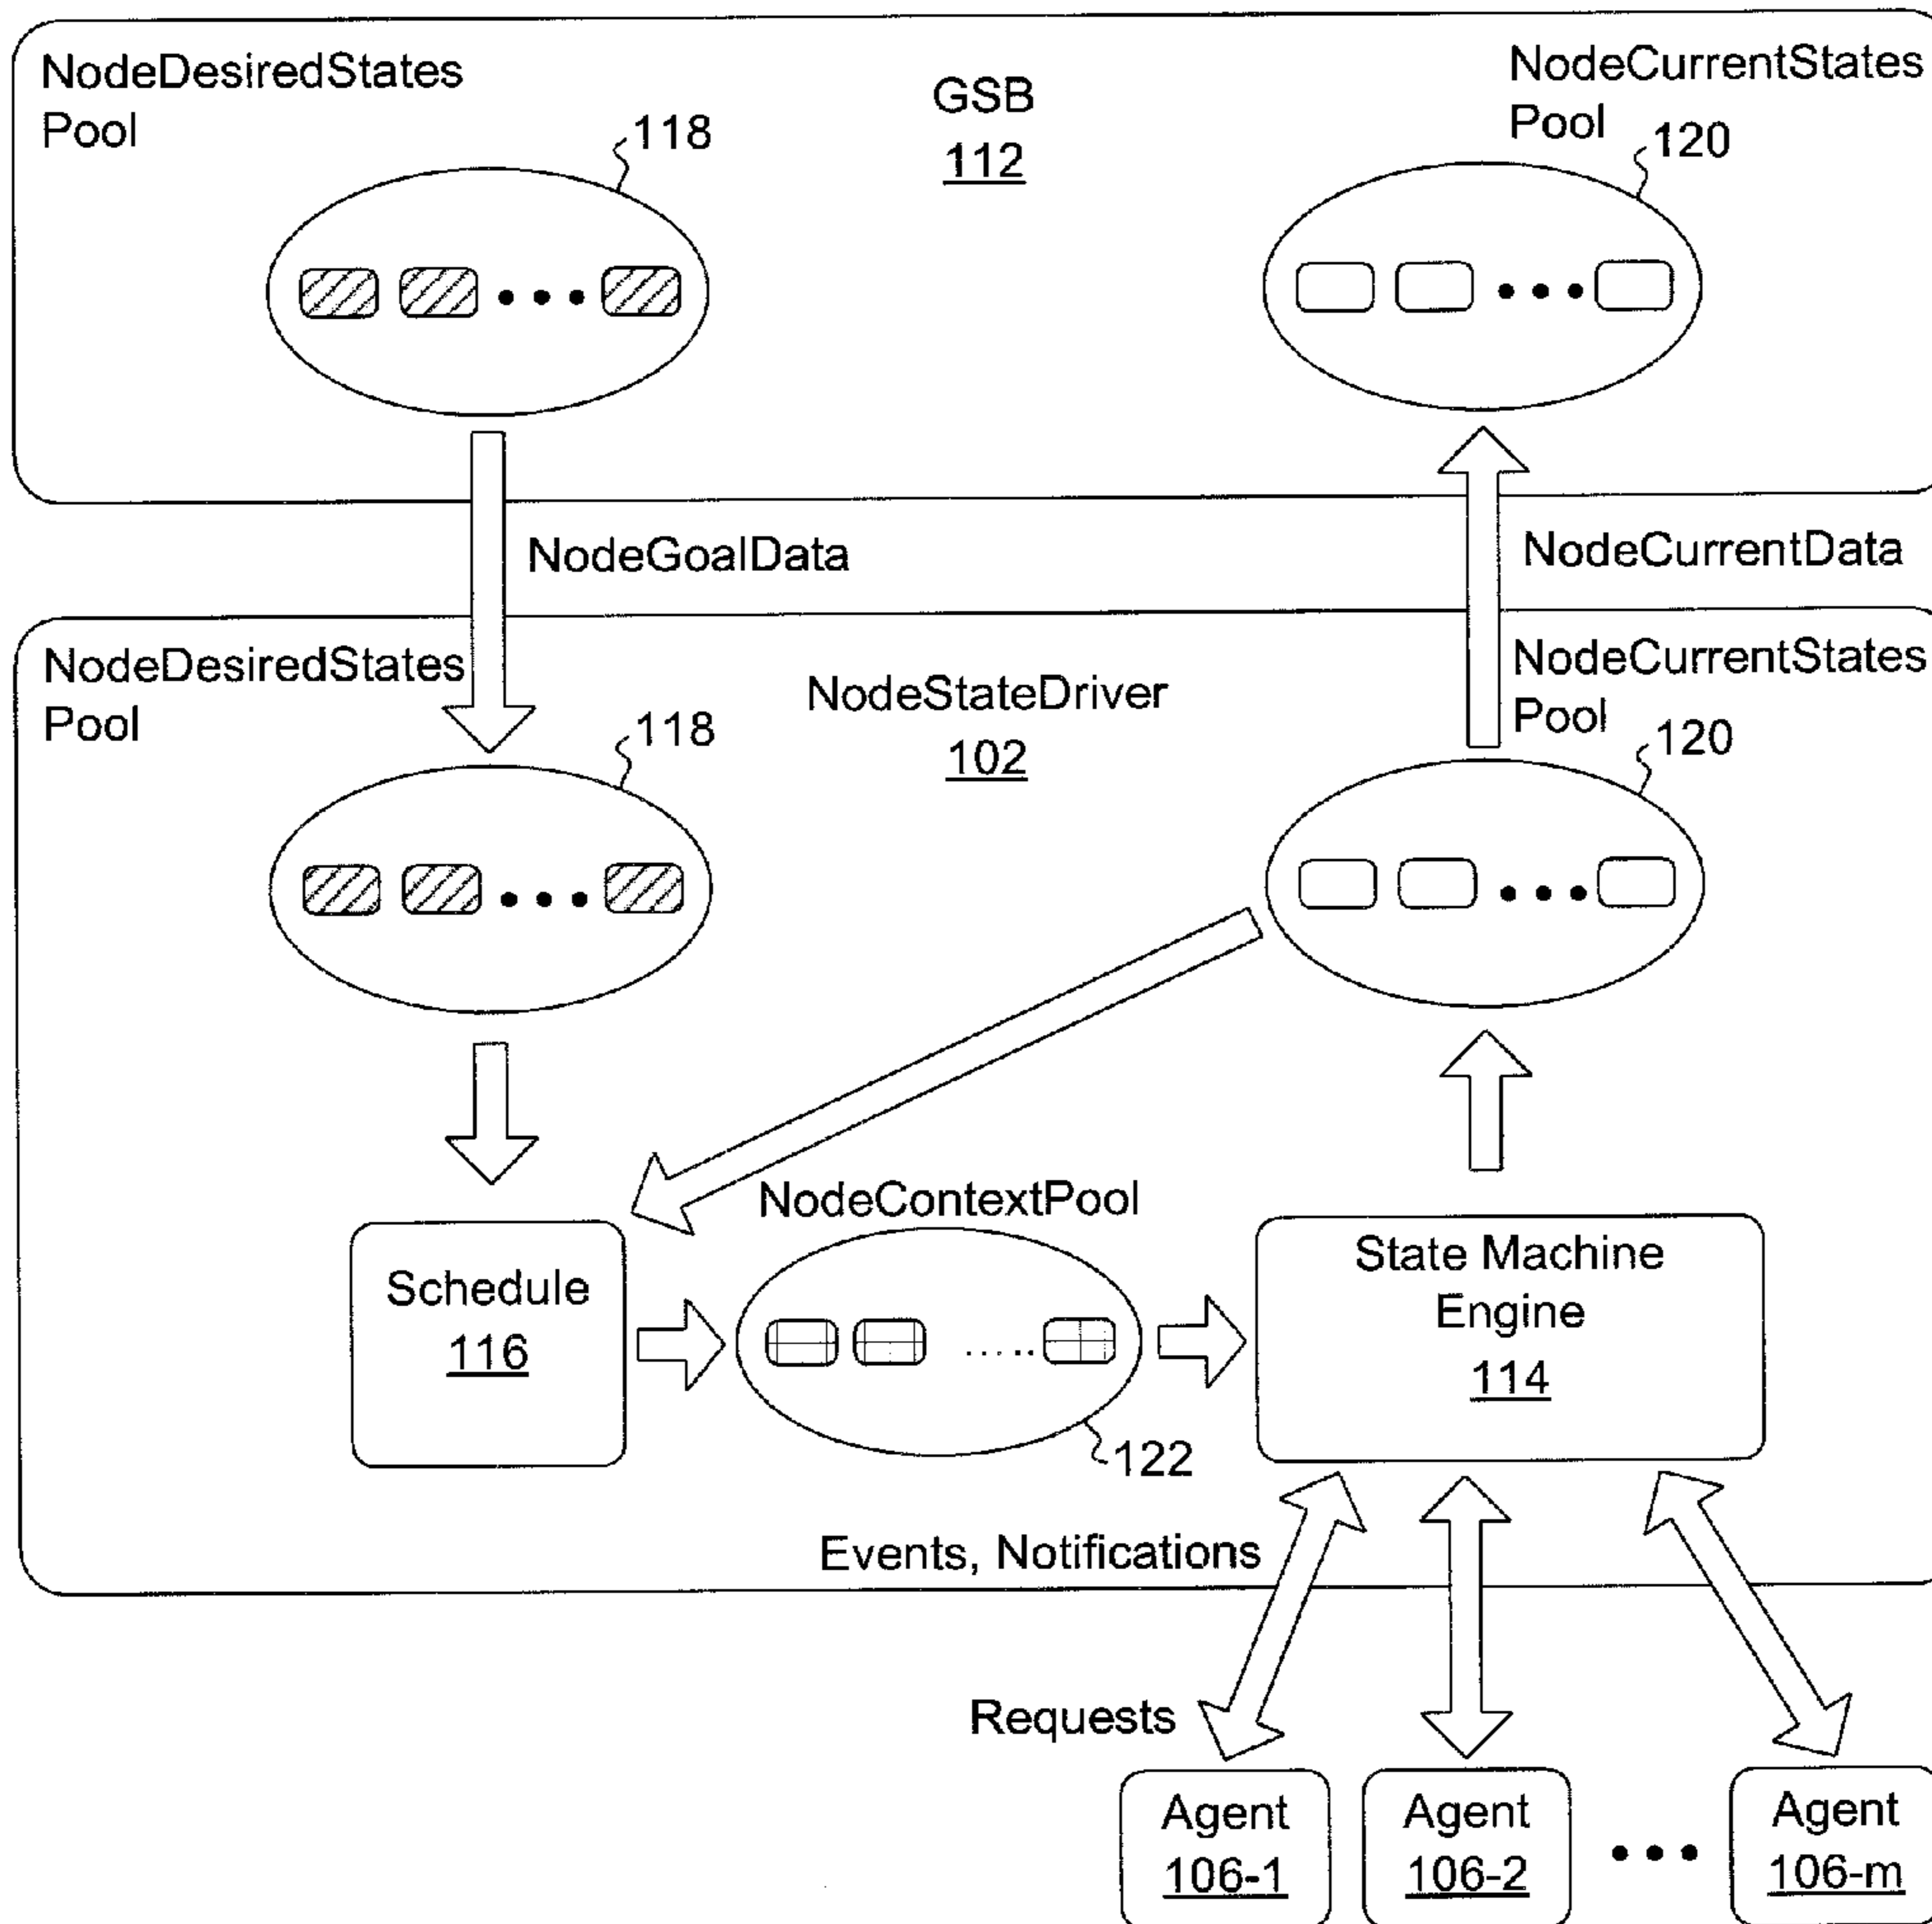 NodeDesiredStates
Pool
118
GSB
112
NodeCurrentStates
Pool
120
NodeGoalData
NodeCurrentData
NodeDesiredStates
Pool
118
NodeStateDriver
102
NodeCurrentStates
Pool
120
NodeContextPool
Schedule
116
122
State Machine
Engine
114
Events, Notifications
Requests
Agent
106-1
Agent
106-2
Agent
106-m